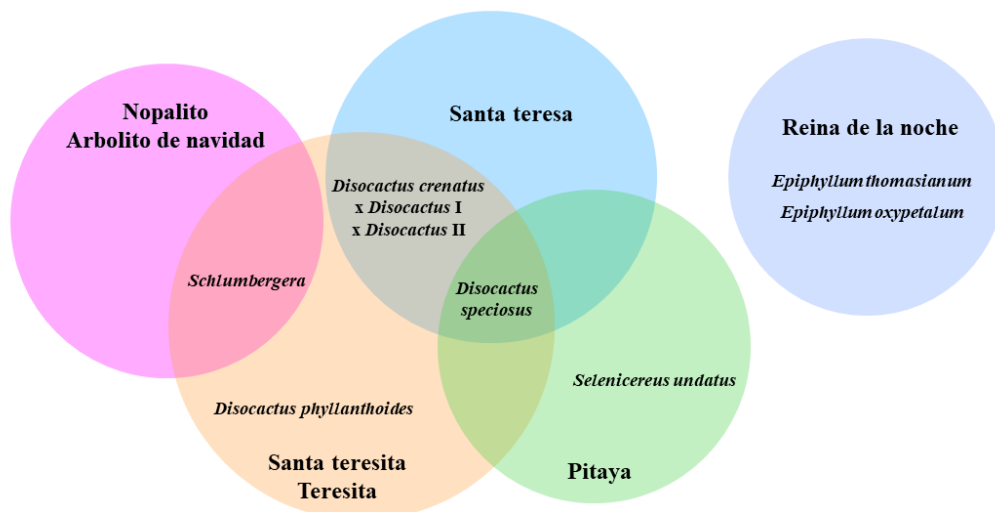 Nopalito
Arbolito de navidad
Santa teresa
Reina de la noche
Disocactus crenatus
x Disocactus I
x Disocactus II
Epiphyllum thomasianum
Epiphyllum oxypetalum
Schlumbergera
Disocactus
speciosus
Selenicereus undatus
Disocactus phyllanthoides
Santa teresita
Teresita
Pitaya